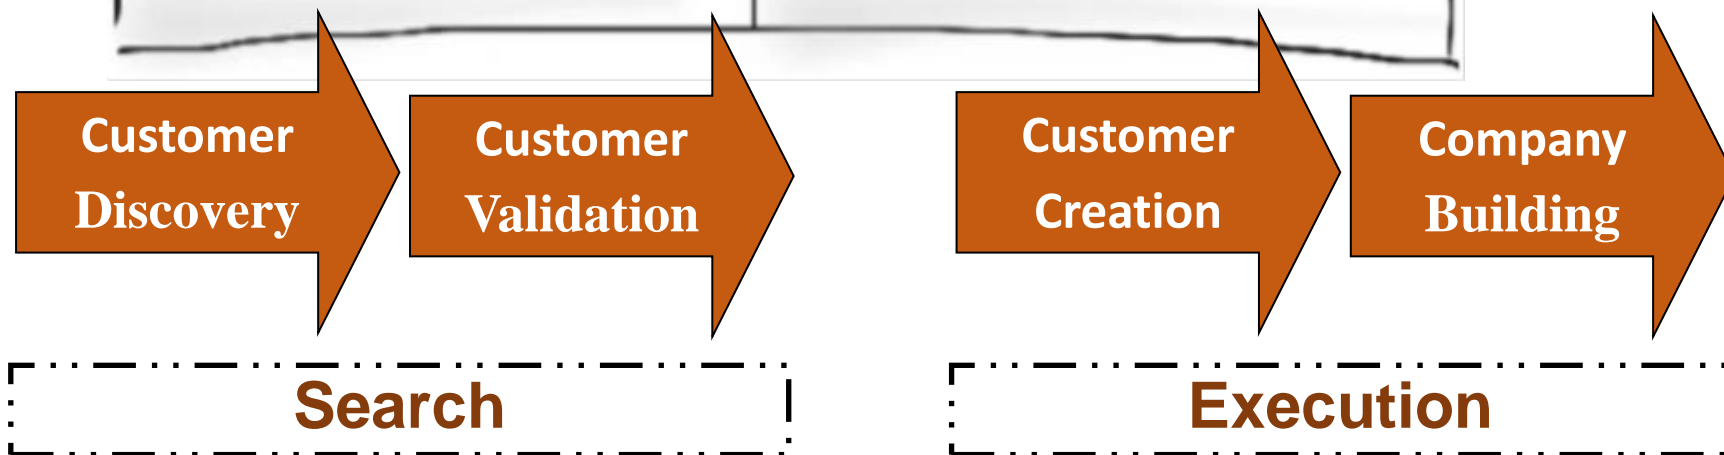 Customer
Discovery
Customer
Validation
Customer
Creation
Company
Building
Search
Execution